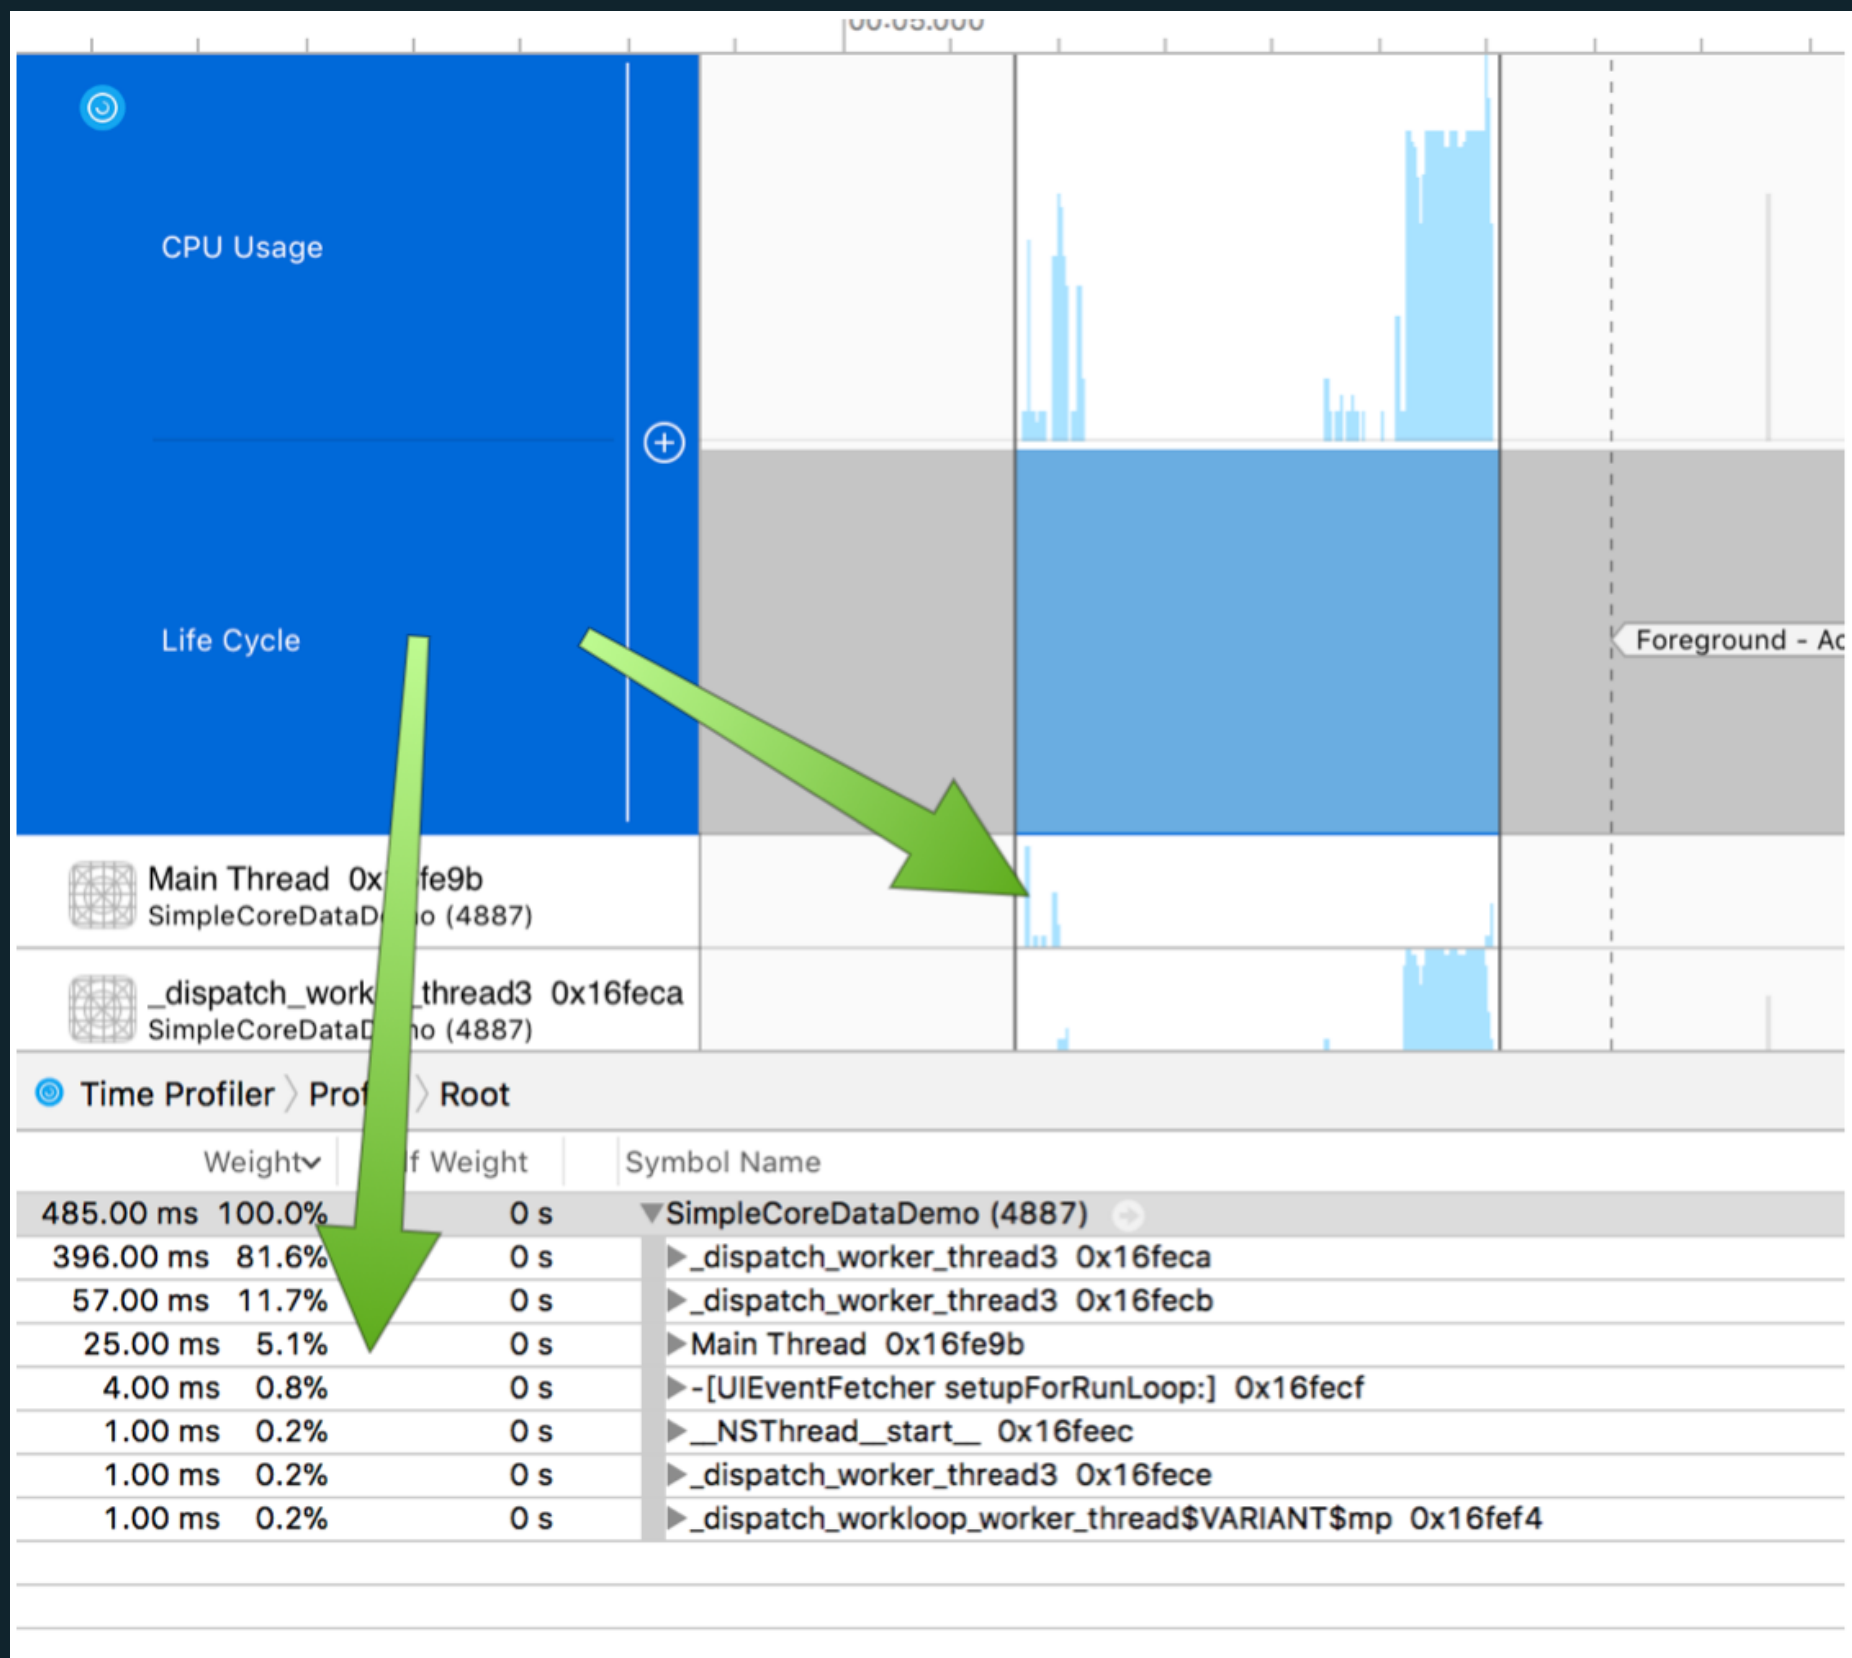 00:05.000
CPU Usage
Life Cycle
Foreground - Ac
Main Thread 0x fe9b
SimpleCoreDataD o (4887)
_dispatch_work _thread3 0x16feca
SimpleCoreDataD no (4887)
Time Profiler Prof Root
Weight f Weight Symbol Name
485.00 ms 100.0% 0 s SimpleCoreDataDemo (4887)
396.00 ms 81.6% 0 s _dispatch_worker_thread3 0x16feca
57.00 ms 11.7% 0 s _dispatch_worker_thread3 0x16fecb
25.00 ms 5.1% 0 s Main Thread 0x16fe9b
4.00 ms 0.8% 0 s -[UIEventFetcher setupForRunLoop:] 0x16fecf
1.00 ms 0.2% 0 s __NSThread__start__ 0x16feec
1.00 ms 0.2% 0 s _dispatch_worker_thread3 0x16fece
1.00 ms 0.2% 0 s _dispatch_workloop_worker_thread$VARIANT$mp 0x16fef4